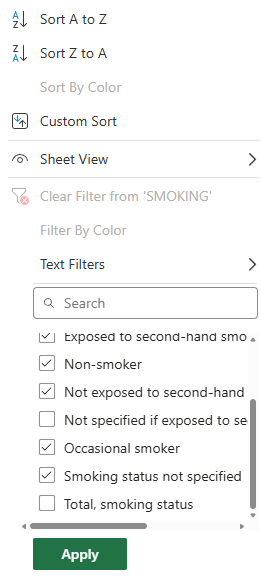 Sort A to Z
Sort Z to A
Sort By Color
Custom Sort
Sheet View
Clear Filter from 'SMOKING'
Filter By Color
Text Filters
Search
Exposed to second-hand smo
Non-smoker
Not exposed to second-hand
Not specified if exposed to se
Occasional smoker
Smoking status not specified
Total, smoking status
Apply